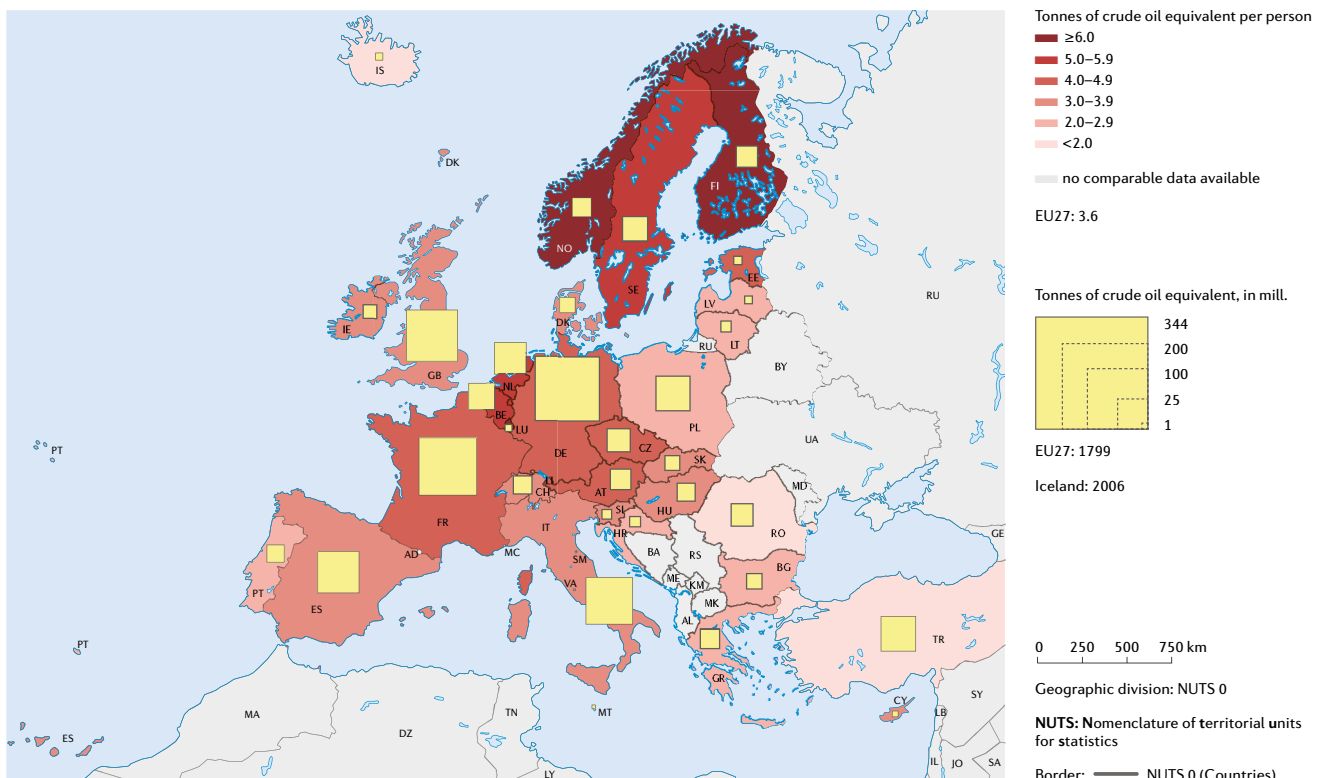 IS
DK
FI
NO
SE
EE
LV
LT
RU
RU
IE
DK
GB
NL
BE
LU
DE
PL
BY
UA
CZ
SK
FR
CH
LI
AT
HU
MD
SI
HR
IT
RO
GE
PT
AD
MC
SM
VA
BA
RS
ME
KM
MK
AL
BG
PT
ES
GR
TR
PT
MT
CY
SY
LB
MA
DZ
TN
LY
ES
IL
JO
SA
Tonnes of crude oil equivalent per person
≥6.0
5.0–5.9
4.0–4.9
3.0–3.9
2.0–2.9
<2.0
no comparable data available
EU27: 3.6
Tonnes of crude oil equivalent, in mill.
344
200
100
25
1
EU27: 1799
Iceland: 2006
0 250 500 750 km
Geographic division: NUTS 0
NUTS: Nomenclature of territorial units
for statistics
Border: NUTS 0 (Countries)